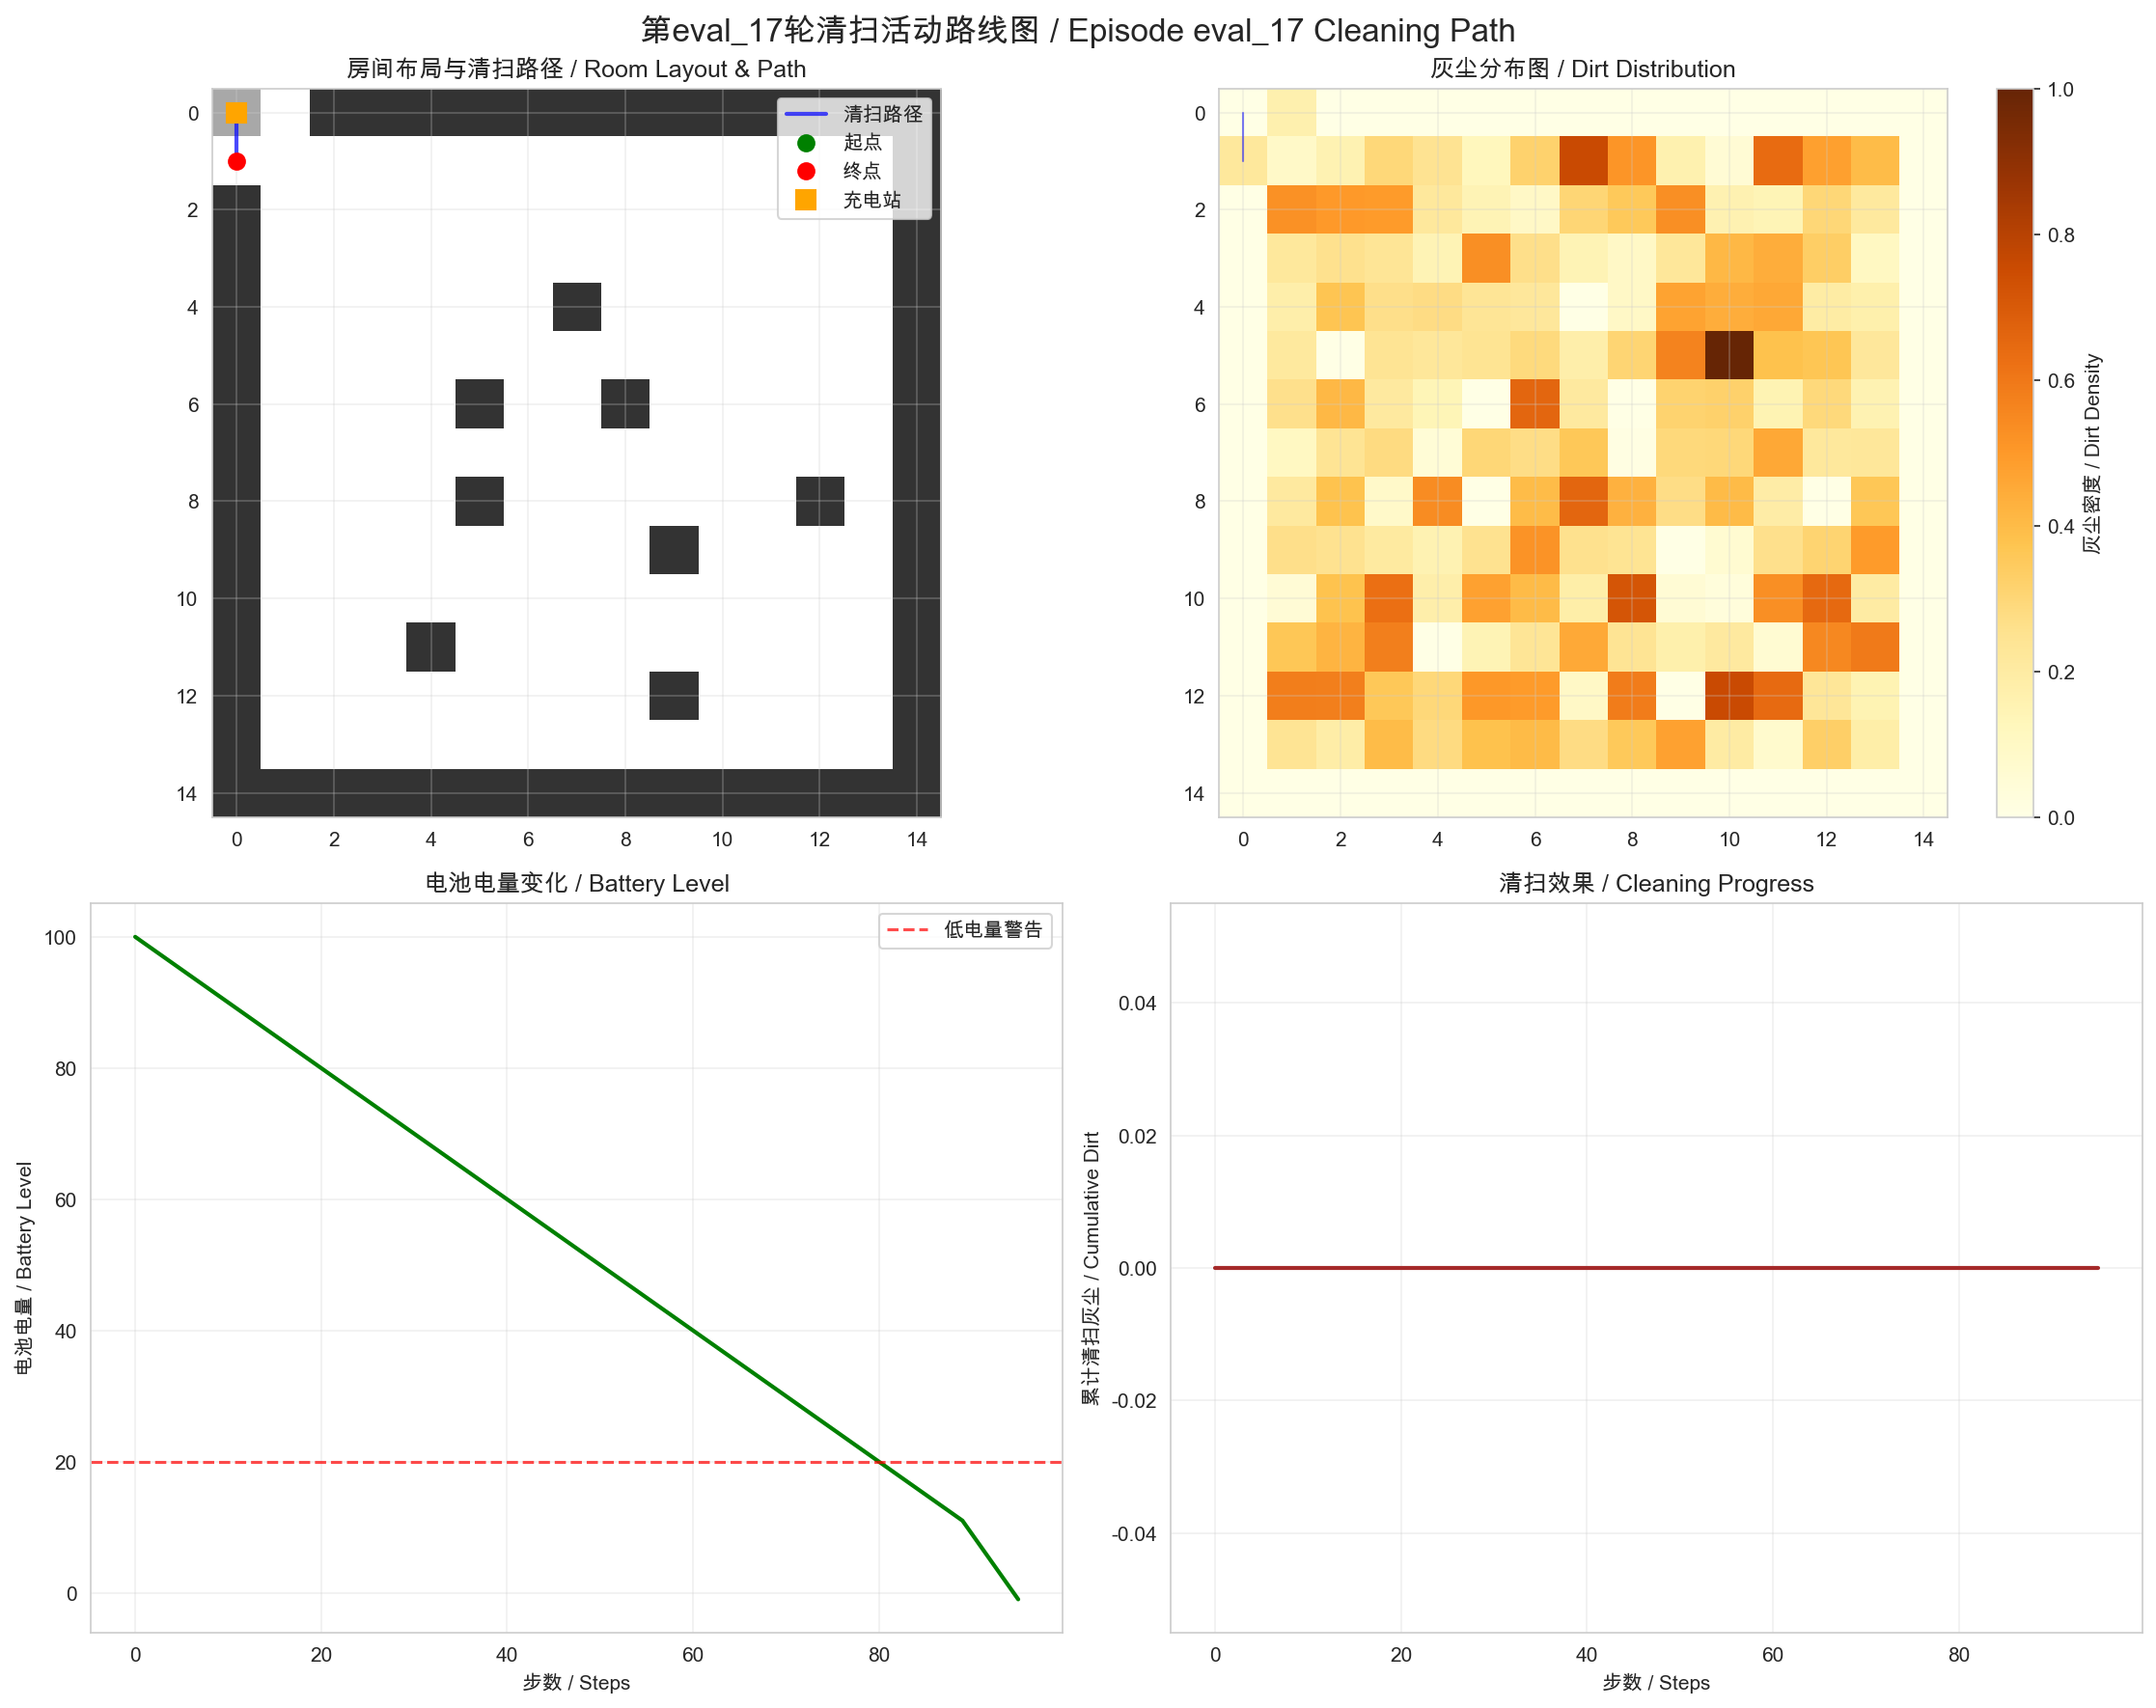 第eval_17轮清扫活动路线图 / Episode eval_17 Cleaning Path
房间布局与清扫路径 / Room Layout & Path
清扫路径
起点
终点
充电站
0
2
4
6
8
10
12
14
0 2 4 6 8 10 12 14
灰尘分布图 / Dirt Distribution
0
2
4
6
8
10
12
14
0 2 4 6 8 10 12 14
1.0
0.8
0.6
0.4
0.2
0.0
灰尘密度 / Dirt Density
电池电量变化 / Battery Level
低电量警告
100
80
60
40
20
0
电池电量 / Battery Level
0 20 40 60 80
步数 / Steps
清扫效果 / Cleaning Progress
0.04
0.02
0.00
-0.02
-0.04
累计清扫灰尘 / Cumulative Dirt
0 20 40 60 80
步数 / Steps